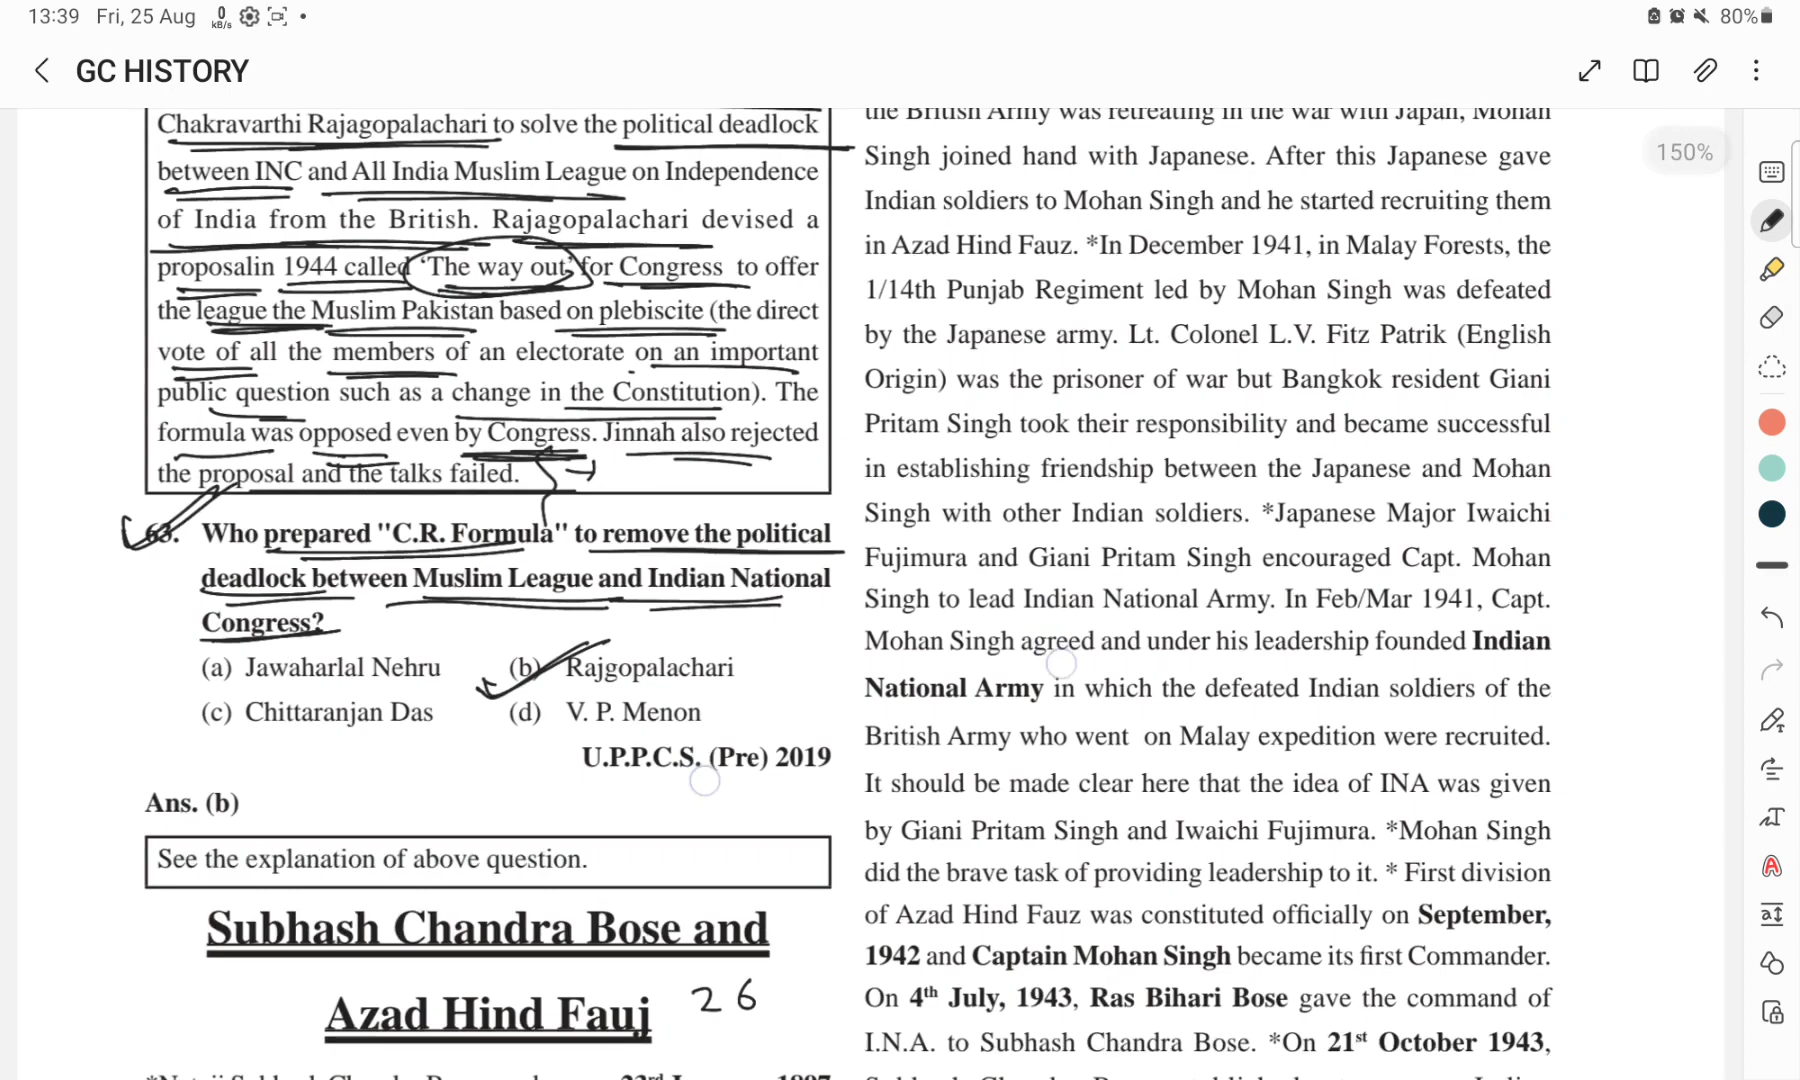 13:39 Fri, 25 Aug 0 kB/s 80%
GC HISTORY
150%
Chakravarthi Rajagopalachari to solve the political deadlock
between INC and All India Muslim League on Independence
of India from the British. Rajagopalachari devised a
proposalin 1944 called ‘The way out’ for Congress to offer
the league the Muslim Pakistan based on plebiscite (the direct
vote of all the members of an electorate on an important
public question such as a change in the Constitution). The
formula was opposed even by Congress. Jinnah also rejected
the proposal and the talks failed.
63. Who prepared "C.R. Formula" to remove the political
deadlock between Muslim League and Indian National
Congress?
(a) Jawaharlal Nehru (b) Rajgopalachari
(c) Chittaranjan Das (d) V. P. Menon
U.P.P.C.S. (Pre) 2019
Ans. (b)
See the explanation of above question.
Subhash Chandra Bose and
Azad Hind Fauj 26
the British Army was retreating in the war with Japan, Mohan
Singh joined hand with Japanese. After this Japanese gave
Indian soldiers to Mohan Singh and he started recruiting them
in Azad Hind Fauz. *In December 1941, in Malay Forests, the
1/14th Punjab Regiment led by Mohan Singh was defeated
by the Japanese army. Lt. Colonel L.V. Fitz Patrik (English
Origin) was the prisoner of war but Bangkok resident Giani
Pritam Singh took their responsibility and became successful
in establishing friendship between the Japanese and Mohan
Singh with other Indian soldiers. *Japanese Major Iwaichi
Fujimura and Giani Pritam Singh encouraged Capt. Mohan
Singh to lead Indian National Army. In Feb/Mar 1941, Capt.
Mohan Singh agreed and under his leadership founded Indian
National Army in which the defeated Indian soldiers of the
British Army who went on Malay expedition were recruited.
It should be made clear here that the idea of INA was given
by Giani Pritam Singh and Iwaichi Fujimura. *Mohan Singh
did the brave task of providing leadership to it. * First division
of Azad Hind Fauz was constituted officially on September,
1942 and Captain Mohan Singh became its first Commander.
On 4th July, 1943, Ras Bihari Bose gave the command of
I.N.A. to Subhash Chandra Bose. *On 21st October 1943,